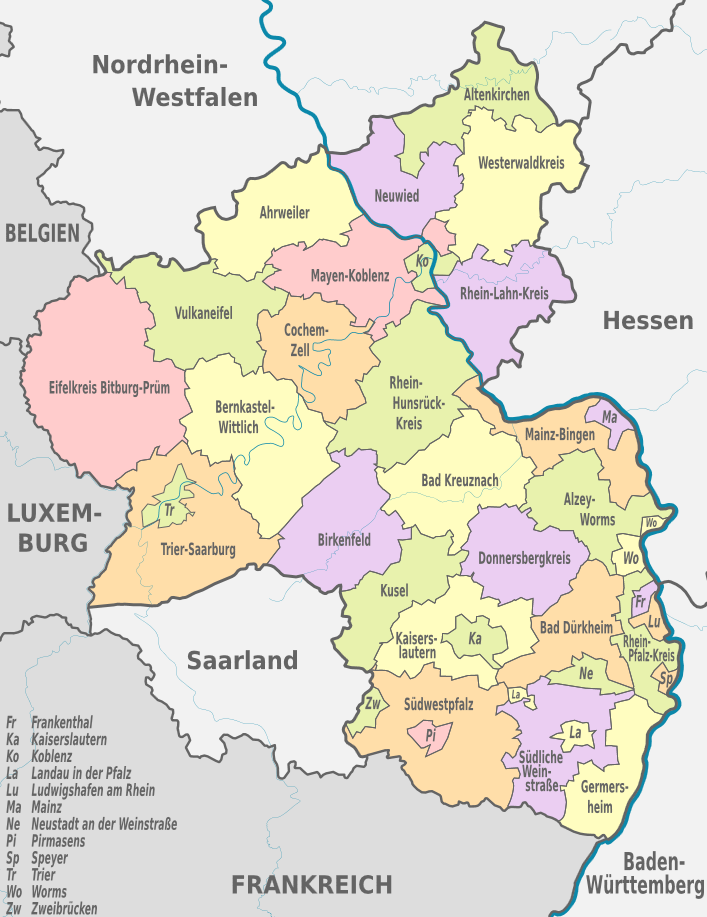 Nordrhein-
Westfalen
Altenkirchen
Westerwaldkreis
Neuwied
Ahrweiler
BELGIEN
Ko
Mayen-Koblenz
Rhein-Lahn-Kreis
Vulkaneifel
Hessen
Cochem-
Zell
Eifelkreis Bitburg-Prüm
Rhein-
Hunsrück-
Kreis
Bernkastel-
Wittlich
Ma
Mainz-Bingen
Bad Kreuznach
Alzey-
Worms
LUXEM-
BURG
Tr
Wo
Trier-Saarburg
Birkenfeld
Donnersbergkreis
Wo
Kusel
Fr
Lu
Bad Dürkheim
Kaisers-
lautern
Ka
Rhein-
Pfalz-Kreis
Saarland
Ne
Sp
Zw
Südwestpfalz
La
Pi
La
Südliche
Wein-
straße
Germers-
heim
Fr Frankenthal
Ka Kaiserslautern
Ko Koblenz
La Landau in der Pfalz
Lu Ludwigshafen am Rhein
Ma Mainz
Ne Neustadt an der Weinstraße
Pi Pirmasens
Sp Speyer
Tr Trier
Wo Worms
Zw Zweibrücken
FRANKREICH
Baden-
Württemberg